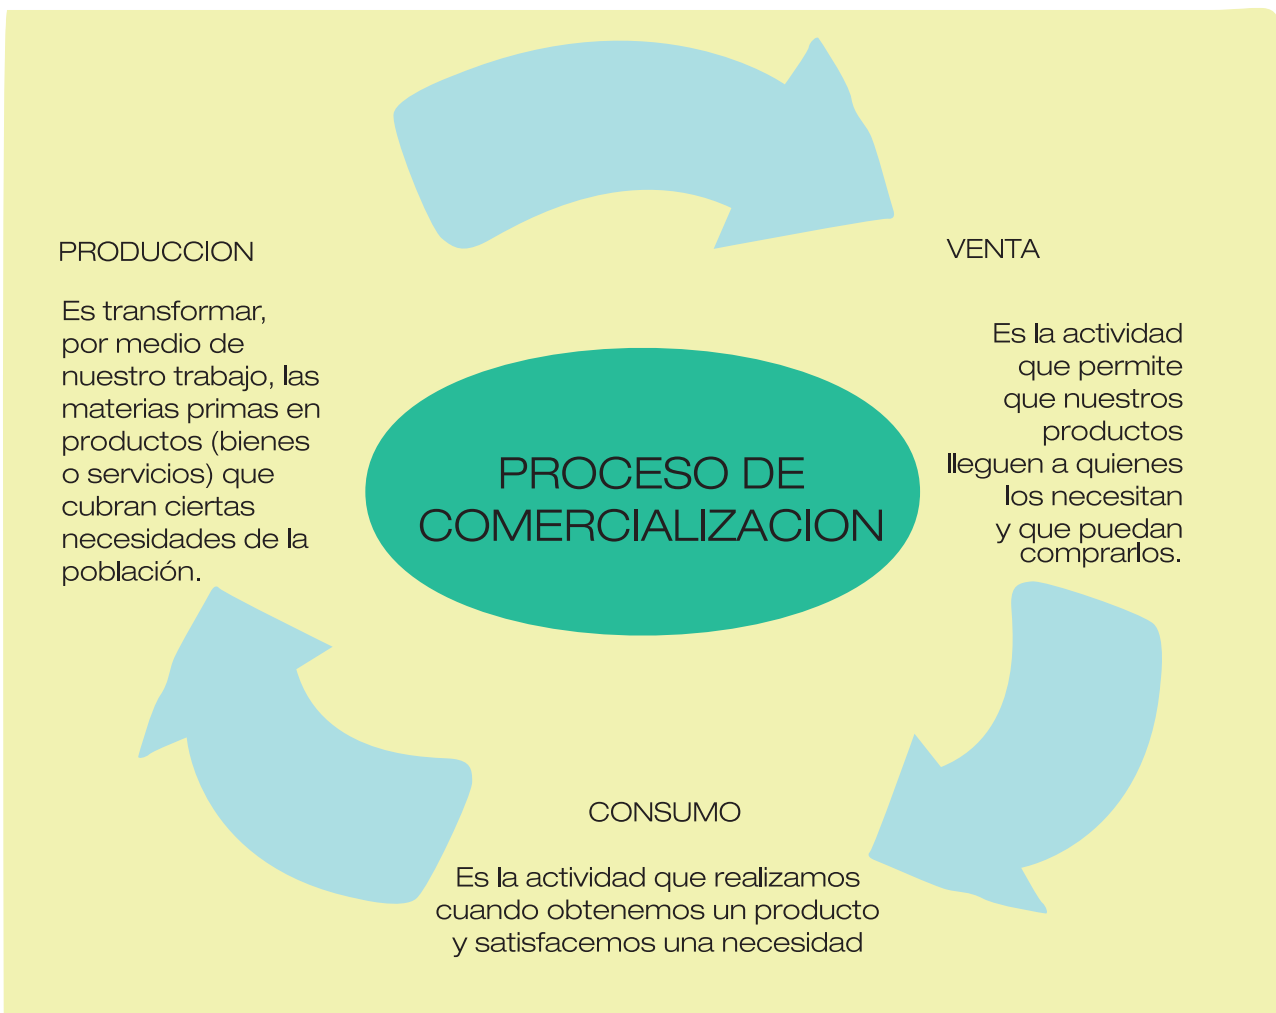 PRODUCCION
Es transformar,
por medio de
nuestro trabajo, las
materias primas en
productos (bienes
o servicios) que
cubran ciertas
necesidades de la
población.
VENTA
Es la actividad
que permite
que nuestros
productos
lleguen a quienes
los necesitan
y que puedan
comprarlos.
PROCESO DE
COMERCIALIZACION
CONSUMO
Es la actividad que realizamos
cuando obtenemos un producto
y satisfacemos una necesidad